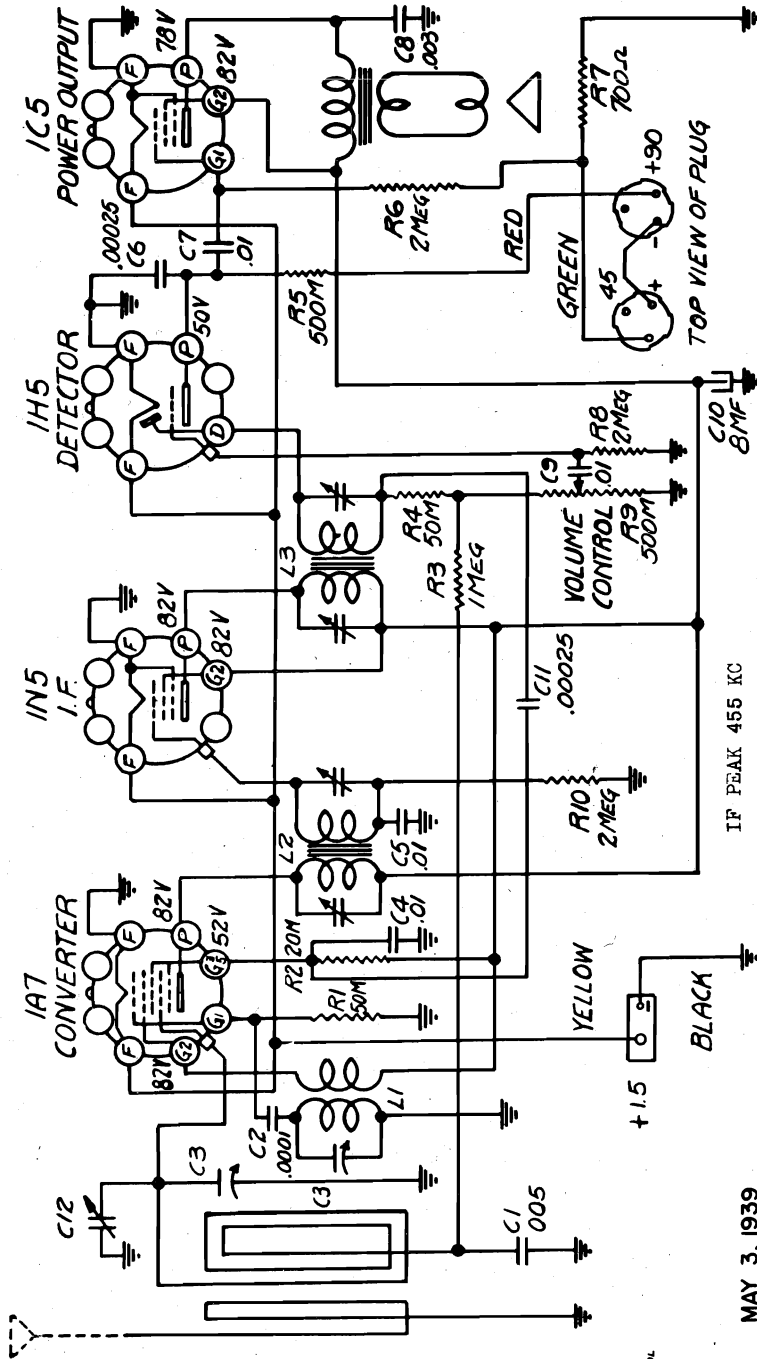 1A7
CONVERTER
1N5
I.F.
1H5
DETECTOR
1C5
POWER OUTPUT
C12
C3
C2
.0001
C3
L1
C1
005
F
F
G2
82V
G1
G3
G5
P
82V
52V
R1
50M
R2 20M
C4
.01
L2
C5
.01
F
F
P
G2
82V
82V
R10
2MEG
L3
R4
50M
R3
1MEG
C11
.00025
F
F
P
D
50V
.00025
C6
C7
.01
R5
500M
C9
.01
R8
2MEG
VOLUME
CONTROL
R9
500M
C10
8MF
F
F
P
G2
G1
78V
82V
C8
.003
R6
2MEG
R7
700Ω
RED
GREEN
45
+
-
+90
TOP VIEW OF PLUG
YELLOW
BLACK
+1.5
-
IF PEAK 455 KC
MAY 3, 1939